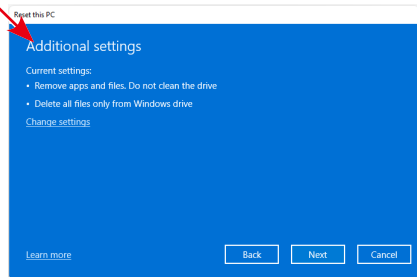 Reset this PC
Additional settings
Current settings:
• Remove apps and files. Do not clean the drive
• Delete all files only from Windows drive
Change settings
Learn more
Back
Next
Cancel